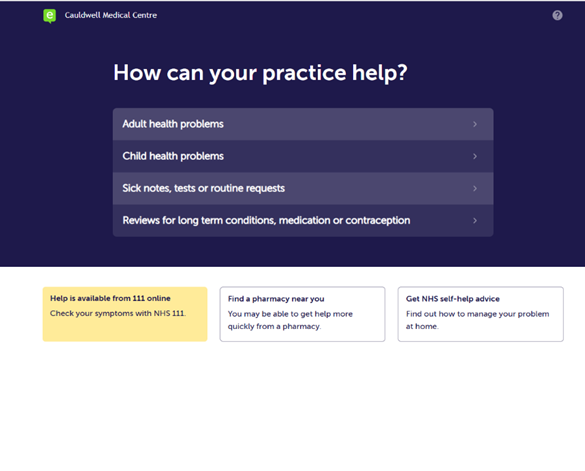 e
Cauldwell Medical Centre
?
How can your practice help?
Adult health problems
Child health problems
Sick notes, tests or routine requests
Reviews for long term conditions, medication or contraception
Help is available from 111 online
Check your symptoms with NHS 111.
Find a pharmacy near you
You may be able to get help more
quickly from a pharmacy.
Get NHS self-help advice
Find out how to manage your problem
at home.